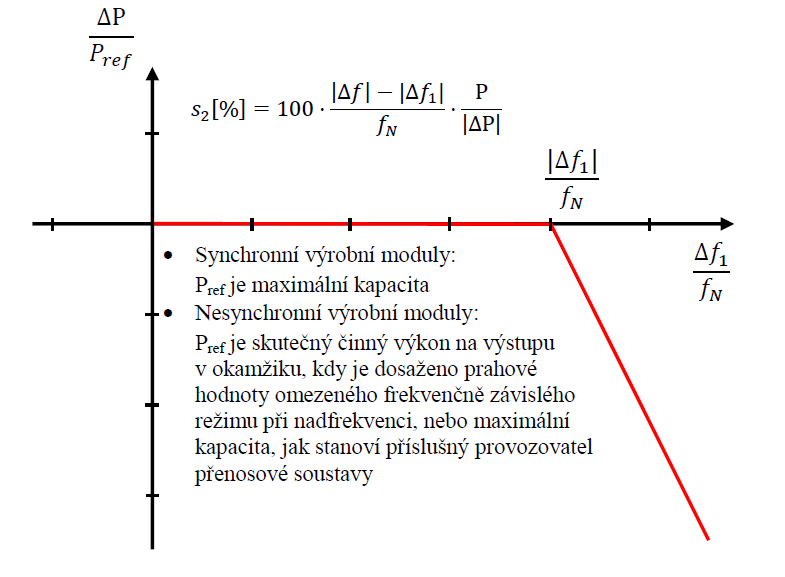 ΔP
P_ref
s₂[%] = 100 · (|Δf| − |Δf₁|)/f_N · P/|ΔP|
|Δf₁|
f_N
Δf₁
f_N
• Synchronní výrobní moduly:
P_ref je maximální kapacita
• Nesynchronní výrobní moduly:
P_ref je skutečný činný výkon na výstupu
v okamžiku, kdy je dosaženo prahové
hodnoty omezeného frekvenčně závislého
režimu při nadfrekvenci, nebo maximální
kapacita, jak stanoví příslušný provozovatel
přenosové soustavy